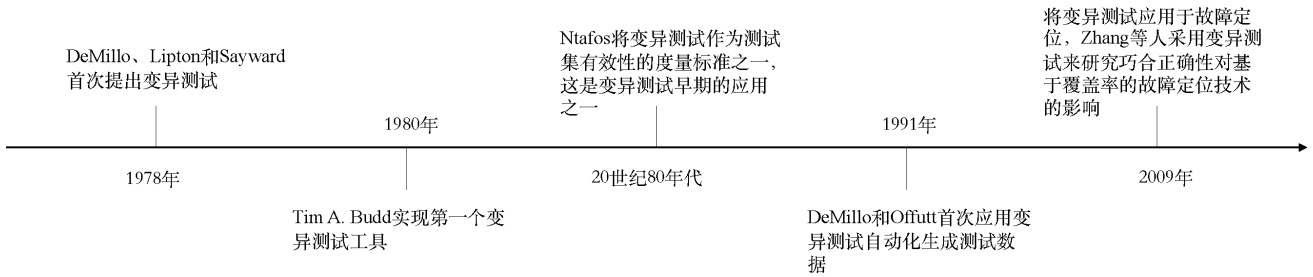 DeMillo、Lipton和Sayward
首次提出变异测试
1978年
1980年
Tim A. Budd实现第一个变
异测试工具
Ntafos将变异测试作为测试
集有效性的度量标准之一，
这是变异测试早期的应用
之一
20世纪80年代
1991年
DeMillo和Offutt首次应用变
异测试自动化生成测试数
据
将变异测试应用于故障定
位，Zhang等人采用变异测
试来研究巧合正确性对基
于覆盖率的故障定位技术
的影响
2009年